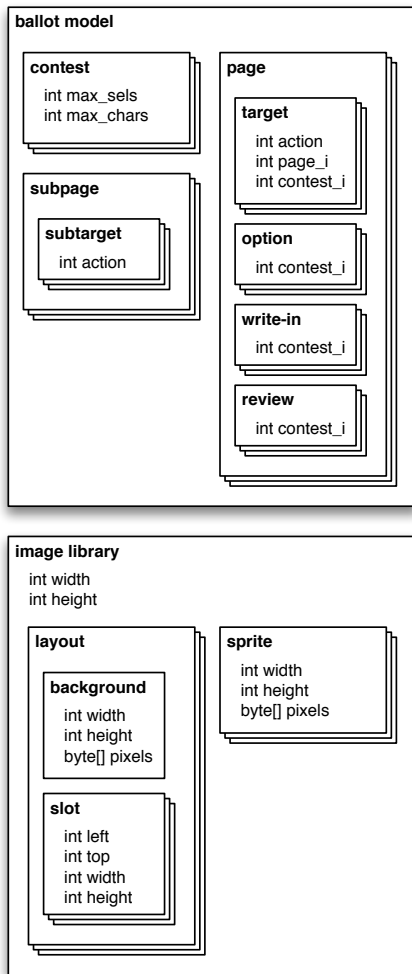 ballot model
contest
int max_sels
int max_chars
subpage
subtarget
int action
page
target
int action
int page_i
int contest_i
option
int contest_i
write-in
int contest_i
review
int contest_i
image library
int width
int height
layout
background
int width
int height
byte[] pixels
slot
int left
int top
int width
int height
sprite
int width
int height
byte[] pixels